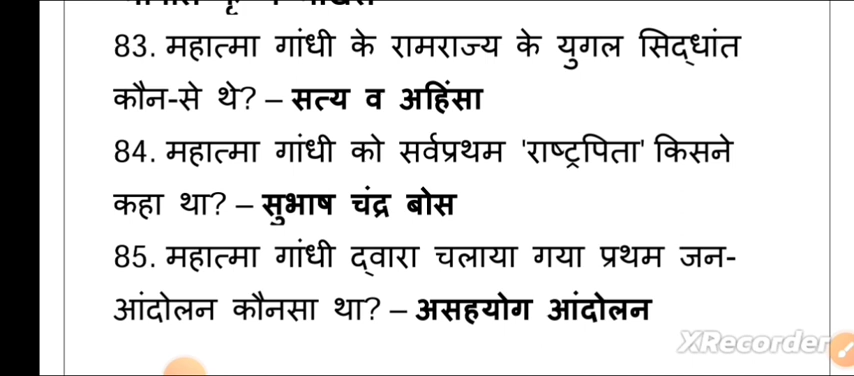 83. महात्मा गांधी के रामराज्य के युगल सिद्धांत
कौन-से थे? – सत्य व अहिंसा
84. महात्मा गांधी को सर्वप्रथम 'राष्ट्रपिता' किसने
कहा था? – सुभाष चंद्र बोस
85. महात्मा गांधी द्वारा चलाया गया प्रथम जन-
आंदोलन कौनसा था? – असहयोग आंदोलन
XRecorder